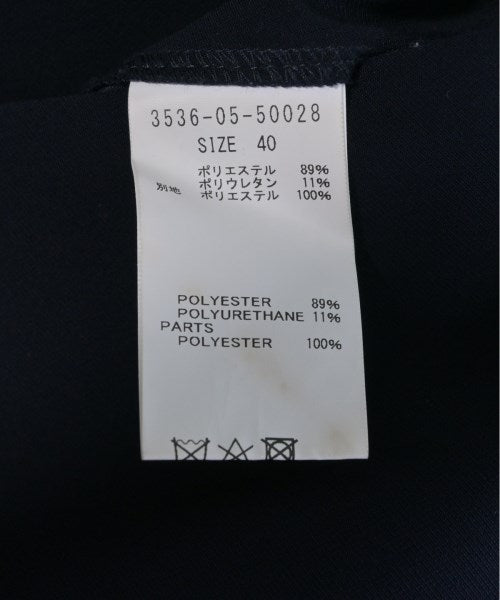 3536-05-50028
SIZE 40
ポリエステル 89%
別地 ポリウレタン 11%
ポリエステル 100%
POLYESTER 89%
POLYURETHANE 11%
PARTS
POLYESTER 100%